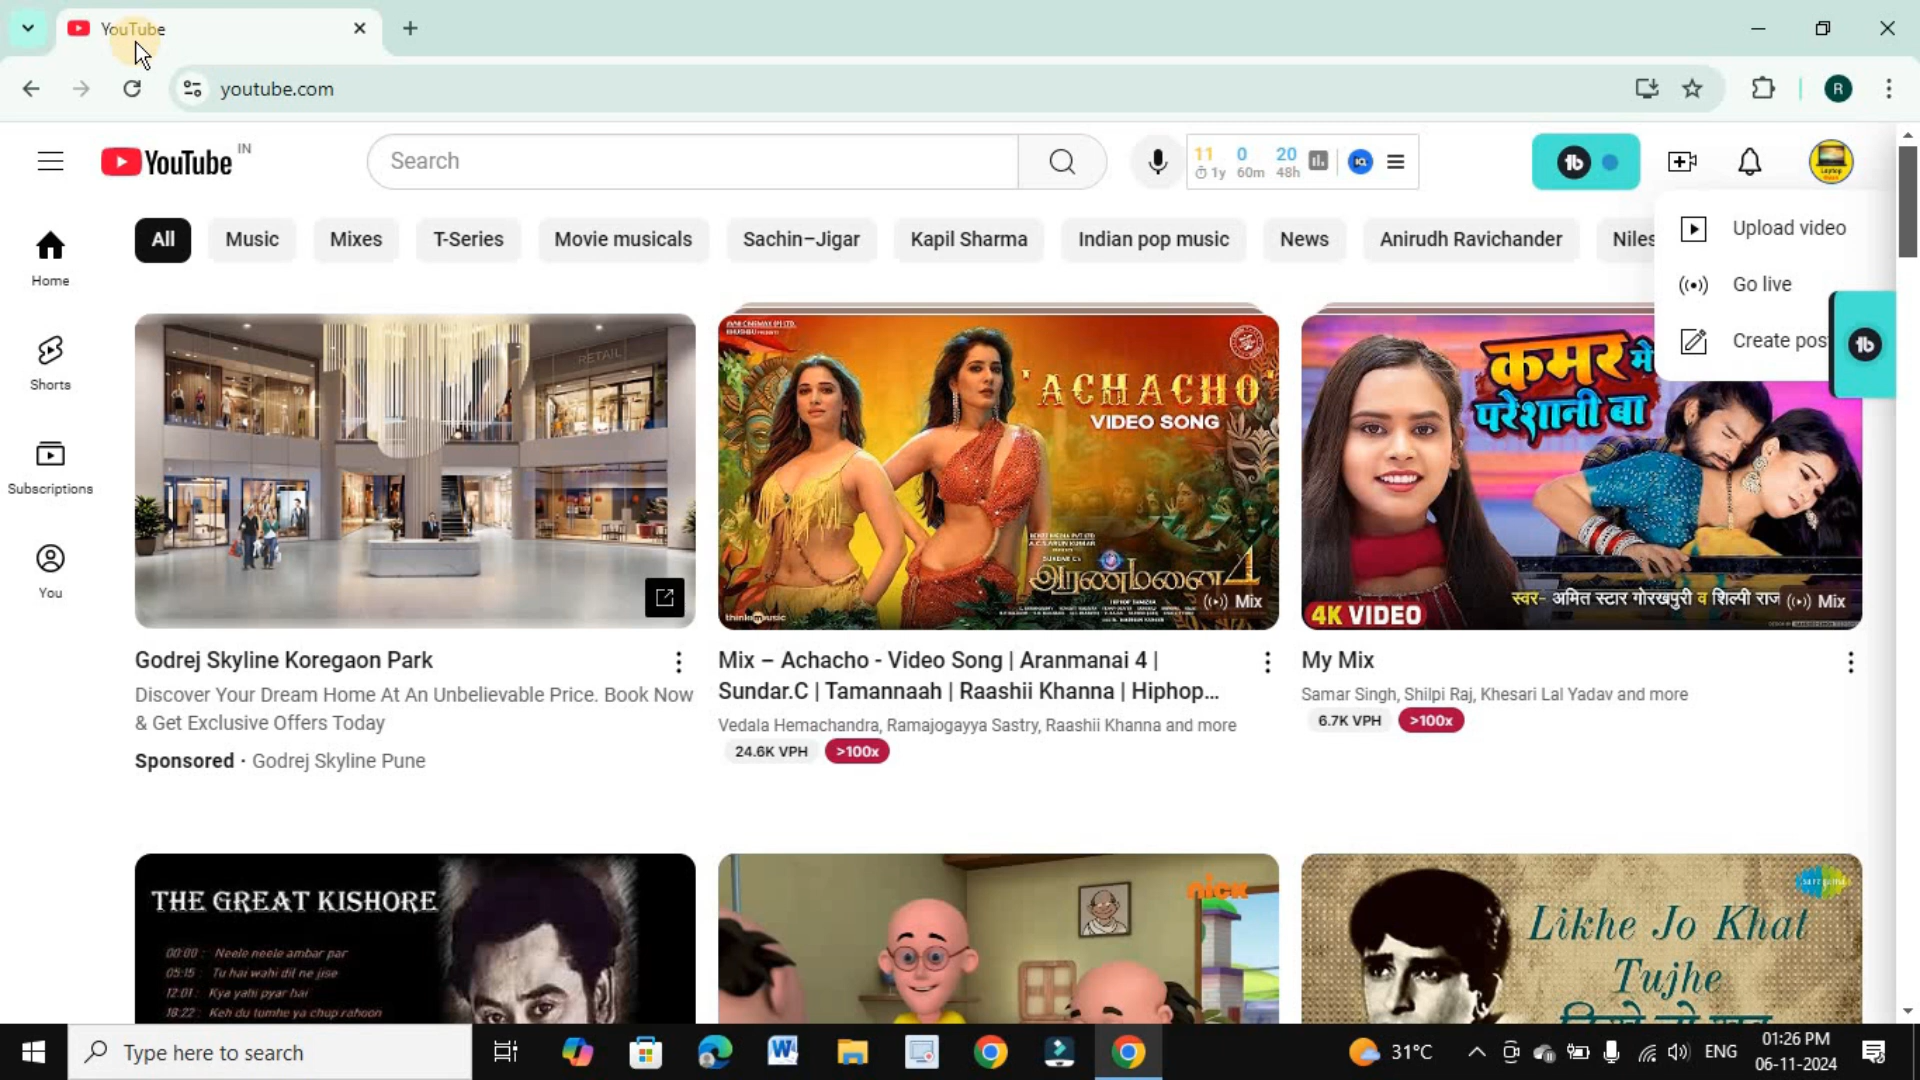 YouTube
youtube.com
R
YouTube IN
Search
11 0 20
1y 60m 48h
All
Music
Mixes
T-Series
Movie musicals
Sachin–Jigar
Kapil Sharma
Indian pop music
News
Anirudh Ravichander
Niles
Upload video
Go live
Create pos
Home
Shorts
Subscriptions
You
RETAIL
'ACHACHO'
VIDEO SONG
அரண்மனை 4
think music
Mix
कमर में
परेशानी बा
4K VIDEO
स्वर- अमित स्टार गोरखपुरी व शिल्पी राज
Mix
Godrej Skyline Koregaon Park
Discover Your Dream Home At An Unbelievable Price. Book Now
& Get Exclusive Offers Today
Sponsored · Godrej Skyline Pune
Mix – Achacho - Video Song | Aranmanai 4 |
Sundar.C | Tamannaah | Raashii Khanna | Hiphop...
Vedala Hemachandra, Ramajogayya Sastry, Raashii Khanna and more
24.6K VPH >100x
My Mix
Samar Singh, Shilpi Raj, Khesari Lal Yadav and more
6.7K VPH >100x
THE GREAT KISHORE
00:00 : Neele neele ambar par
05:15 : Tu hai wahi dil ne jise
12:01 : Kya yahi pyar hai
18:22 : Keh du tumhe ya chup rahoon
nick
Likhe Jo Khat
Tujhe
Type here to search
31°C
ENG
01:26 PM
06-11-2024